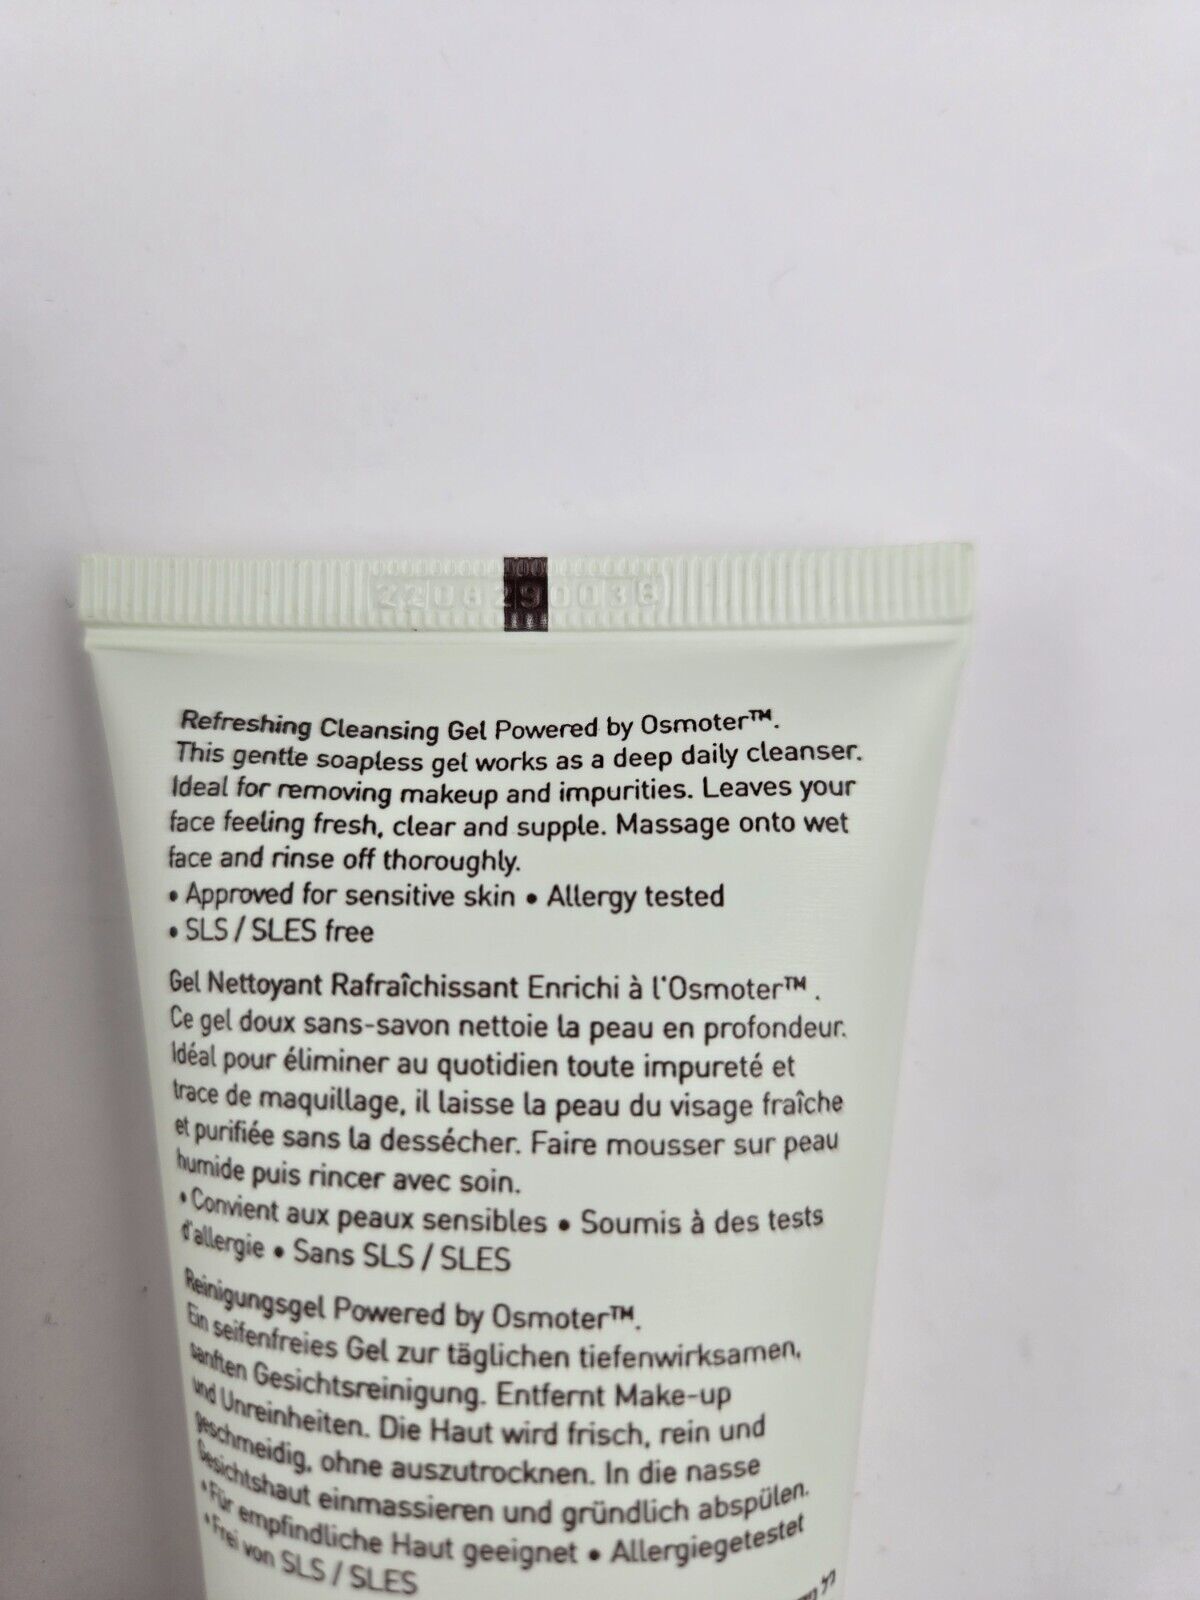 2208290038
Refreshing Cleansing Gel Powered by Osmoter™.
This gentle soapless gel works as a deep daily cleanser.
Ideal for removing makeup and impurities. Leaves your
face feeling fresh, clear and supple. Massage onto wet
face and rinse off thoroughly.
• Approved for sensitive skin • Allergy tested
• SLS / SLES free
Gel Nettoyant Rafraîchissant Enrichi à l'Osmoter™ .
Ce gel doux sans-savon nettoie la peau en profondeur.
Idéal pour éliminer au quotidien toute impureté et
trace de maquillage, il laisse la peau du visage fraîche
et purifiée sans la dessécher. Faire mousser sur peau
humide puis rincer avec soin.
• Convient aux peaux sensibles • Soumis à des tests
d'allergie • Sans SLS / SLES
Reinigungsgel Powered by Osmoter™.
Ein seifenfreies Gel zur täglichen tiefenwirksamen,
sanften Gesichtsreinigung. Entfernt Make-up
und Unreinheiten. Die Haut wird frisch, rein und
geschmeidig, ohne auszutrocknen. In die nasse
Gesichtshaut einmassieren und gründlich abspülen.
• Für empfindliche Haut geeignet • Allergiegetestet
• Frei von SLS / SLES